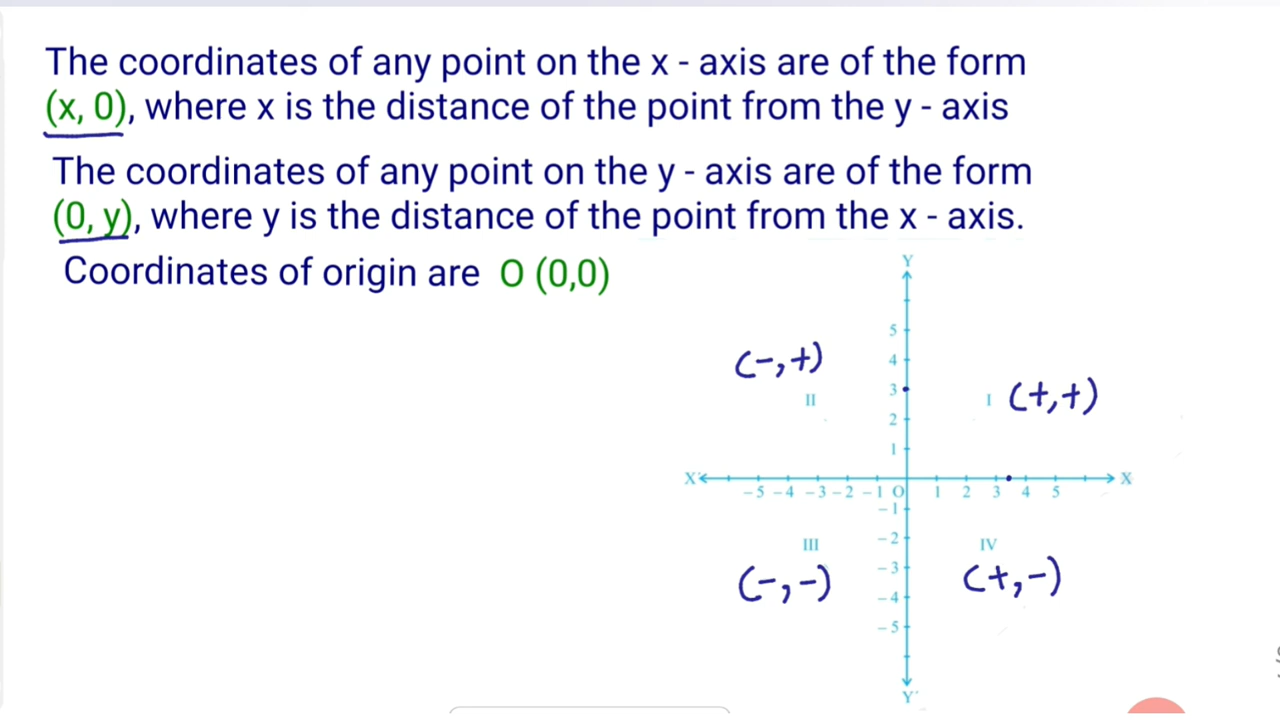 The coordinates of any point on the x - axis are of the form
(x, 0), where x is the distance of the point from the y - axis
The coordinates of any point on the y - axis are of the form
(0, y), where y is the distance of the point from the x - axis.
Coordinates of origin are O (0,0)
Y
5
(-,+)
4
3
II
I (+,+)
2
1
X' X
-5 -4 -3 -2 -1 O 1 2 3 4 5
-1
-2
III IV
-3
(-,-) (+,-)
-4
-5
Y'